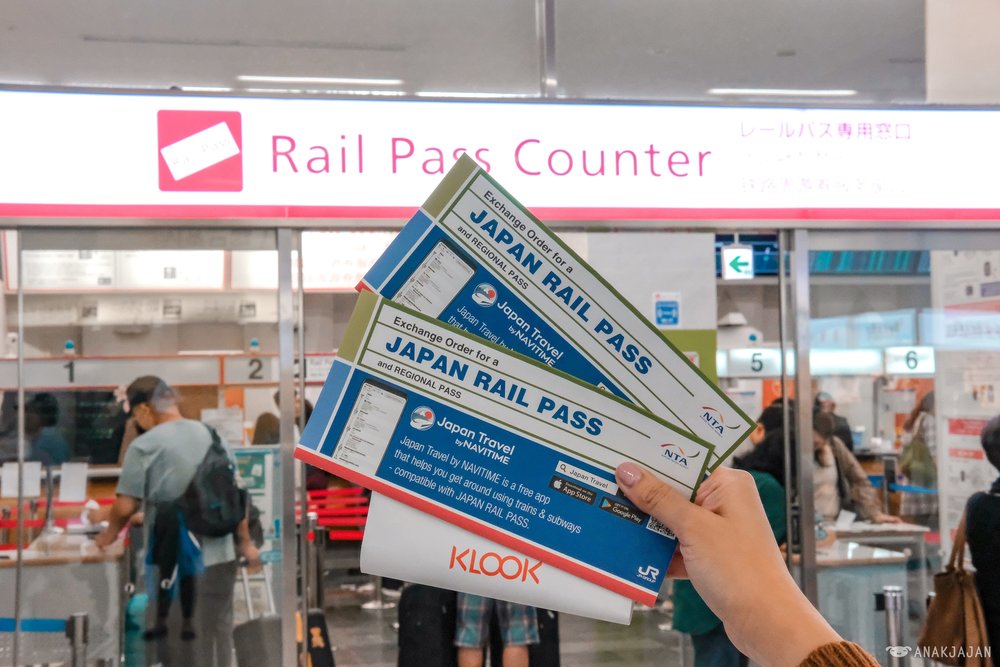 Rail Pass
Rail Pass Counter
レールパス専用窓口
Exchange Order for a
JAPAN RAIL PASS
and REGIONAL PASS
Japan Travel
by NAVITIME
NTA
Exchange Order for a
JAPAN RAIL PASS
and REGIONAL PASS
NTA
Japan Travel
by NAVITIME
Japan Travel by NAVITIME is a free app
that helps you get around using trains & subways
- compatible with JAPAN RAIL PASS.
Japan Travel
App Store
Google Play
JR
KLOOK
1
2
5
6
ANAKJAJAN